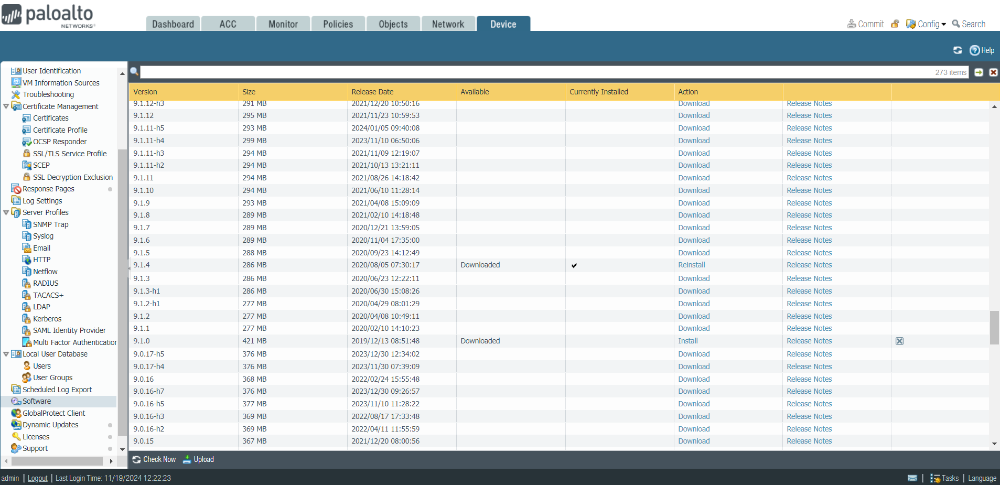 paloalto
NETWORKS®
Dashboard ACC Monitor Policies Objects Network Device
Commit Config Search
Help
User Identification
VM Information Sources
Troubleshooting
Certificate Management
Certificates
Certificate Profile
OCSP Responder
SSL/TLS Service Profile
SCEP
SSL Decryption Exclusion
Response Pages
Log Settings
Server Profiles
SNMP Trap
Syslog
Email
HTTP
Netflow
RADIUS
TACACS+
LDAP
Kerberos
SAML Identity Provider
Multi Factor Authentication
Local User Database
Users
User Groups
Scheduled Log Export
Software
GlobalProtect Client
Dynamic Updates
Licenses
Support
273 items
Version Size Release Date Available Currently Installed Action
9.1.12-h3 291 MB 2021/12/20 10:50:16 Download Release Notes
9.1.12 295 MB 2021/11/23 10:59:53 Download Release Notes
9.1.11-h5 293 MB 2024/01/05 09:40:08 Download Release Notes
9.1.11-h4 299 MB 2023/11/10 06:50:06 Download Release Notes
9.1.11-h3 294 MB 2021/11/09 12:19:07 Download Release Notes
9.1.11-h2 294 MB 2021/10/13 13:21:11 Download Release Notes
9.1.11 294 MB 2021/08/26 14:18:42 Download Release Notes
9.1.10 294 MB 2021/06/10 11:28:14 Download Release Notes
9.1.9 293 MB 2021/04/08 15:09:09 Download Release Notes
9.1.8 289 MB 2021/02/10 14:18:48 Download Release Notes
9.1.7 289 MB 2020/12/21 13:59:05 Download Release Notes
9.1.6 289 MB 2020/11/04 17:35:00 Download Release Notes
9.1.5 288 MB 2020/09/23 14:12:49 Download Release Notes
9.1.4 286 MB 2020/08/05 07:30:17 Downloaded ✔ Reinstall Release Notes
9.1.3 286 MB 2020/06/23 12:22:11 Download Release Notes
9.1.3-h1 286 MB 2020/06/30 15:08:26 Download Release Notes
9.1.2-h1 277 MB 2020/04/29 08:01:29 Download Release Notes
9.1.2 277 MB 2020/04/08 10:49:11 Download Release Notes
9.1.1 277 MB 2020/02/10 14:10:23 Download Release Notes
9.1.0 421 MB 2019/12/13 08:51:48 Downloaded Install Release Notes
9.0.17-h5 376 MB 2023/12/30 12:34:02 Download Release Notes
9.0.17-h4 376 MB 2023/11/30 07:39:09 Download Release Notes
9.0.16 368 MB 2022/02/24 15:55:48 Download Release Notes
9.0.16-h7 376 MB 2023/12/30 09:26:57 Download Release Notes
9.0.16-h5 377 MB 2023/11/10 11:28:22 Download Release Notes
9.0.16-h3 369 MB 2022/08/17 17:33:48 Download Release Notes
9.0.16-h2 369 MB 2022/04/11 11:55:59 Download Release Notes
9.0.15 367 MB 2021/12/20 08:00:56 Download Release Notes
Check Now Upload
admin | Logout | Last Login Time: 11/19/2024 12:22:23
| Tasks | Language